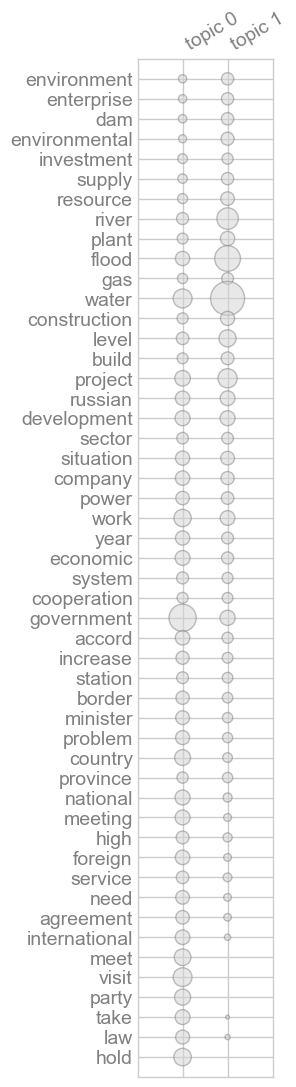 topic 0
topic 1
environment
enterprise
dam
environmental
investment
supply
resource
river
plant
flood
gas
water
construction
level
build
project
russian
development
sector
situation
company
power
work
year
economic
system
cooperation
government
accord
increase
station
border
minister
problem
country
province
national
meeting
high
foreign
service
need
agreement
international
meet
visit
party
take
law
hold